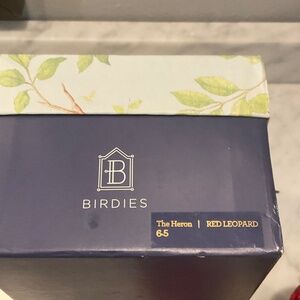 B
BIRDIES
The Heron | RED LEOPARD
6-5